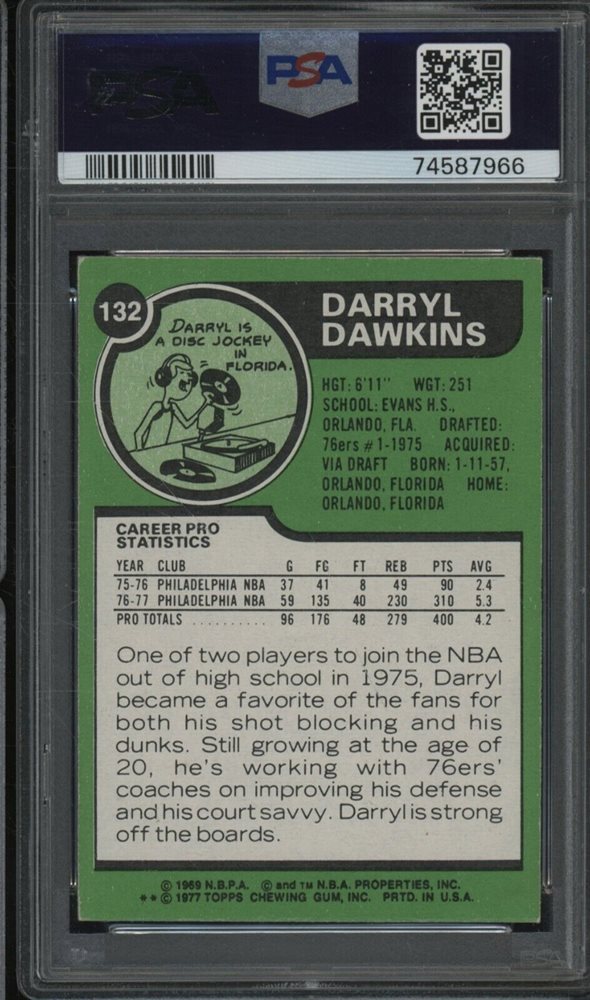 PSA
PSA
74587966
132
DARRYL
DAWKINS
DARRYL IS
A DISC JOCKEY
IN
FLORIDA.
HGT: 6'11" WGT: 251
SCHOOL: EVANS H.S.,
ORLANDO, FLA. DRAFTED:
76ers #1-1975 ACQUIRED:
VIA DRAFT BORN: 1-11-57,
ORLANDO, FLORIDA HOME:
ORLANDO, FLORIDA
CAREER PRO
STATISTICS
YEAR CLUB G FG FT REB PTS AVG
75-76 PHILADELPHIA NBA 37 41 8 49 90 2.4
76-77 PHILADELPHIA NBA 59 135 40 230 310 5.3
PRO TOTALS .......... 96 176 48 279 400 4.2
One of two players to join the NBA
out of high school in 1975, Darryl
became a favorite of the fans for
both his shot blocking and his
dunks. Still growing at the age of
20, he's working with 76ers'
coaches on improving his defense
and his court savvy. Darryl is strong
off the boards.
© 1969 N.B.P.A. © and TM N.B.A. PROPERTIES, INC.
** © 1977 TOPPS CHEWING GUM, INC. PRTD. IN U.S.A.
PSA